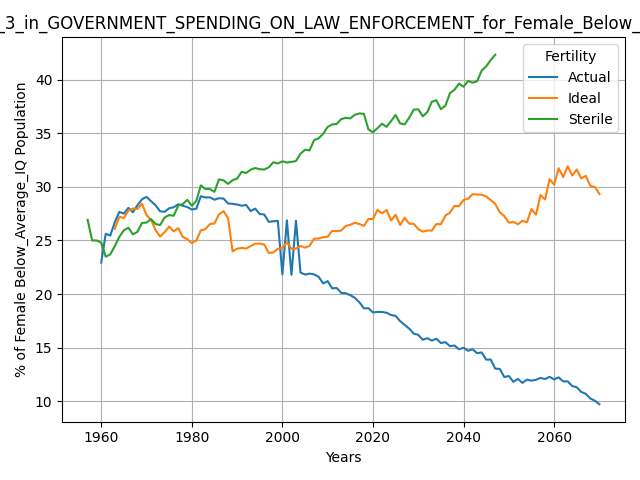 _3_in_GOVERNMENT_SPENDING_ON_LAW_ENFORCEMENT_for_Female_Below_
Fertility
Actual
Ideal
Sterile
% of Female Below_Average_IQ Population
40
35
30
25
20
15
10
1960
1980
2000
2020
2040
2060
Years